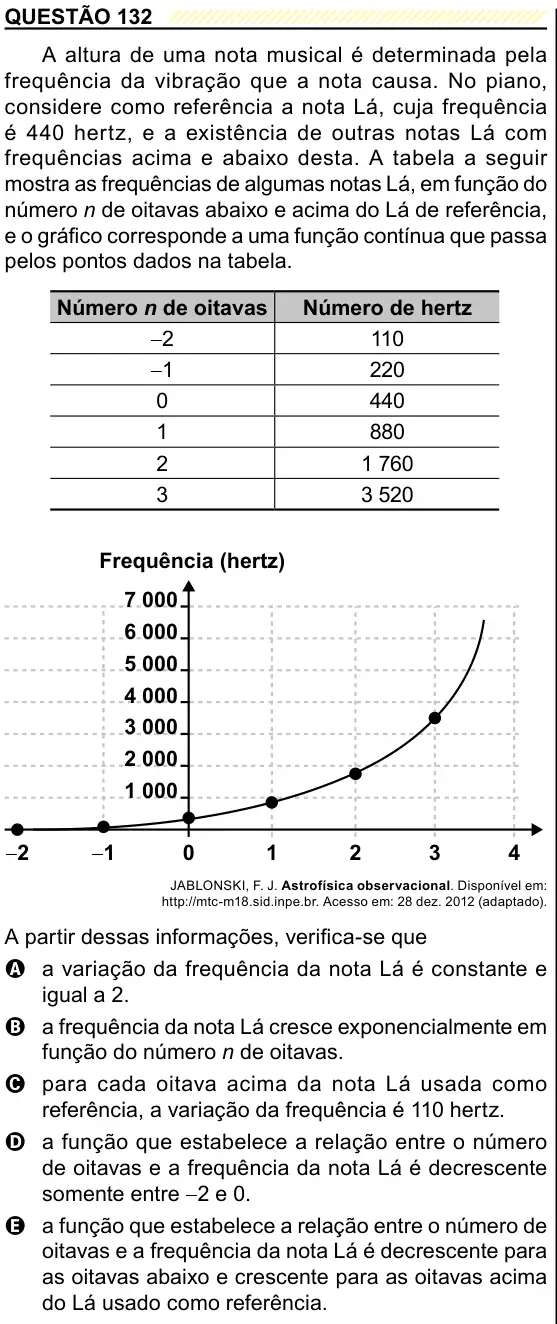 QUESTÃO 132
A altura de uma nota musical é determinada pela
frequência da vibração que a nota causa. No piano,
considere como referência a nota Lá, cuja frequência
é 440 hertz, e a existência de outras notas Lá com
frequências acima e abaixo desta. A tabela a seguir
mostra as frequências de algumas notas Lá, em função do
número n de oitavas abaixo e acima do Lá de referência,
e o gráfico corresponde a uma função contínua que passa
pelos pontos dados na tabela.
Número n de oitavas Número de hertz
–2 110
–1 220
0 440
1 880
2 1 760
3 3 520
Frequência (hertz)
7 000
6 000
5 000
4 000
3 000
2 000
1 000
–2 –1 0 1 2 3 4
JABLONSKI, F. J. Astrofísica observacional. Disponível em:
http://mtc-m18.sid.inpe.br. Acesso em: 28 dez. 2012 (adaptado).
A partir dessas informações, verifica-se que
A a variação da frequência da nota Lá é constante e
igual a 2.
B a frequência da nota Lá cresce exponencialmente em
função do número n de oitavas.
C para cada oitava acima da nota Lá usada como
referência, a variação da frequência é 110 hertz.
D a função que estabelece a relação entre o número
de oitavas e a frequência da nota Lá é decrescente
somente entre –2 e 0.
E a função que estabelece a relação entre o número de
oitavas e a frequência da nota Lá é decrescente para
as oitavas abaixo e crescente para as oitavas acima
do Lá usado como referência.